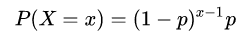 P(X = x) = (1 − p)^{x−1}p